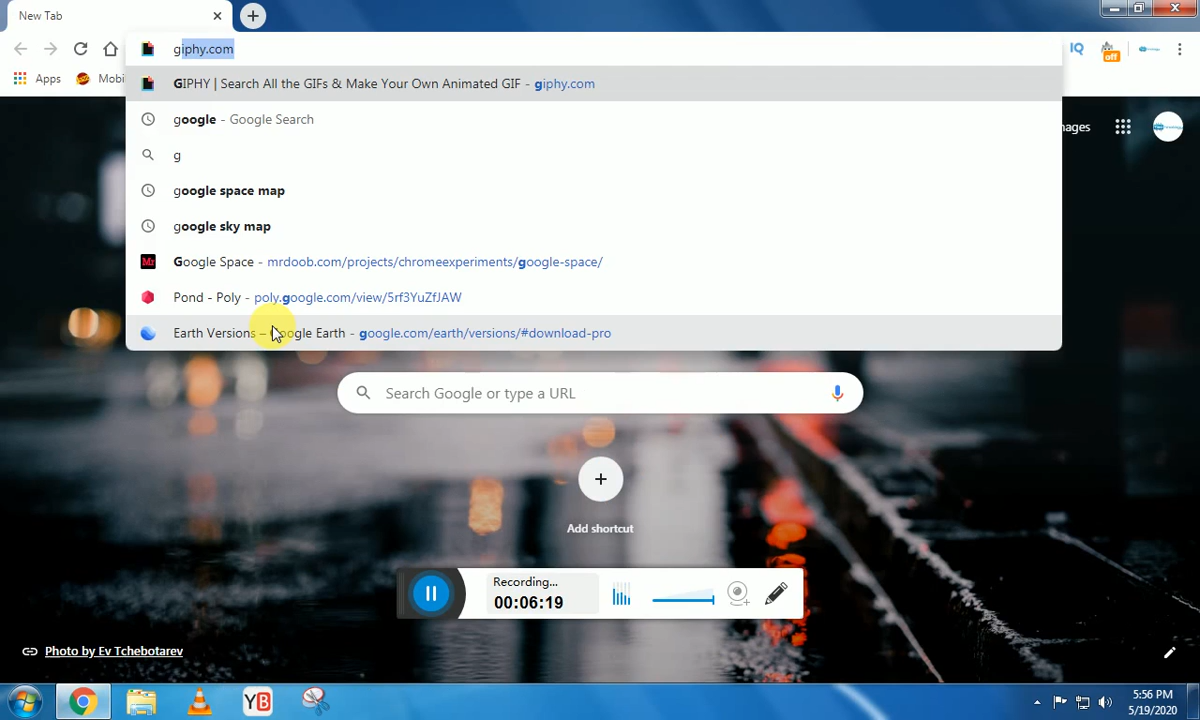 New Tab
giphy.com
IQ
off
Apps
Mobi
GIPHY | Search All the GIFs & Make Your Own Animated GIF - giphy.com
google - Google Search
ages
g
google space map
google sky map
Mr
Google Space - mrdoob.com/projects/chromeexperiments/google-space/
Pond - Poly - poly.google.com/view/5rf3YuZfJAW
Earth Versions – Google Earth - google.com/earth/versions/#download-pro
Search Google or type a URL
Add shortcut
Recording...
00:06:19
Photo by Ev Tchebotarev
YB
5:56 PM
5/19/2020